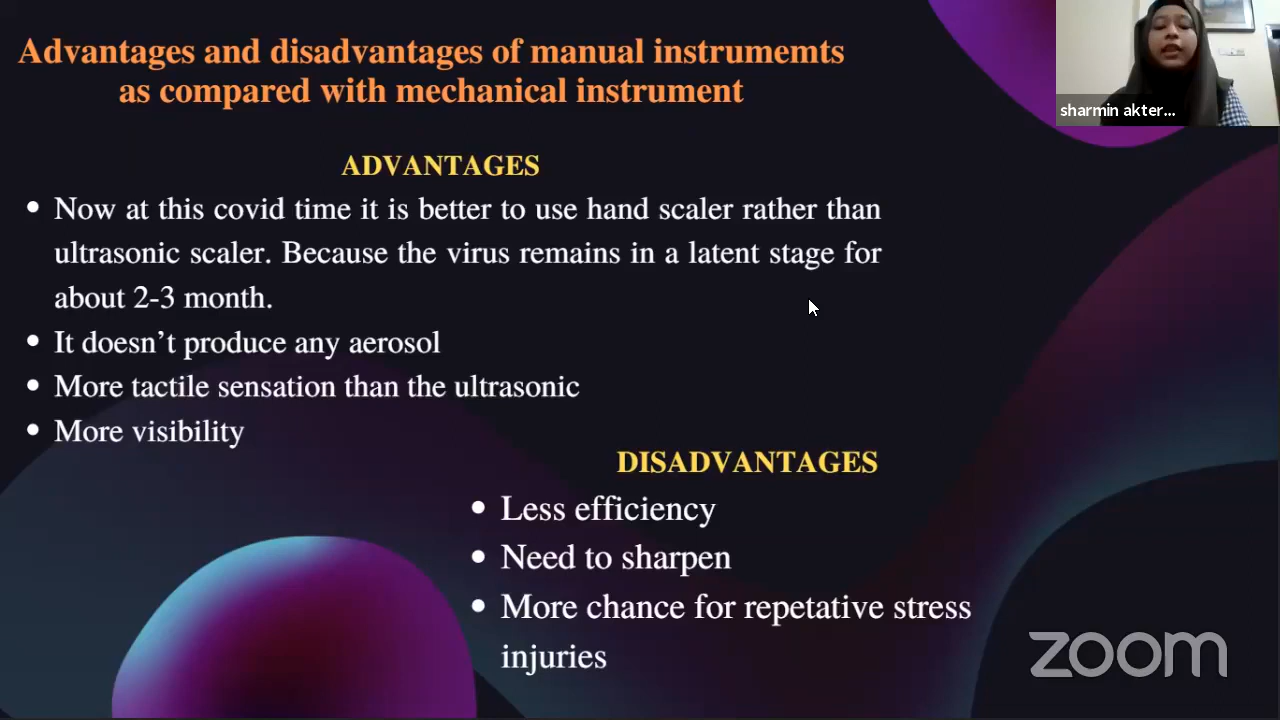 Advantages and disadvantages of manual instrumemts
as compared with mechanical instrument
sharmin akter...
ADVANTAGES
• Now at this covid time it is better to use hand scaler rather than
ultrasonic scaler. Because the virus remains in a latent stage for
about 2-3 month.
• It doesn’t produce any aerosol
• More tactile sensation than the ultrasonic
• More visibility
DISADVANTAGES
• Less efficiency
• Need to sharpen
• More chance for repetative stress
injuries
zoom